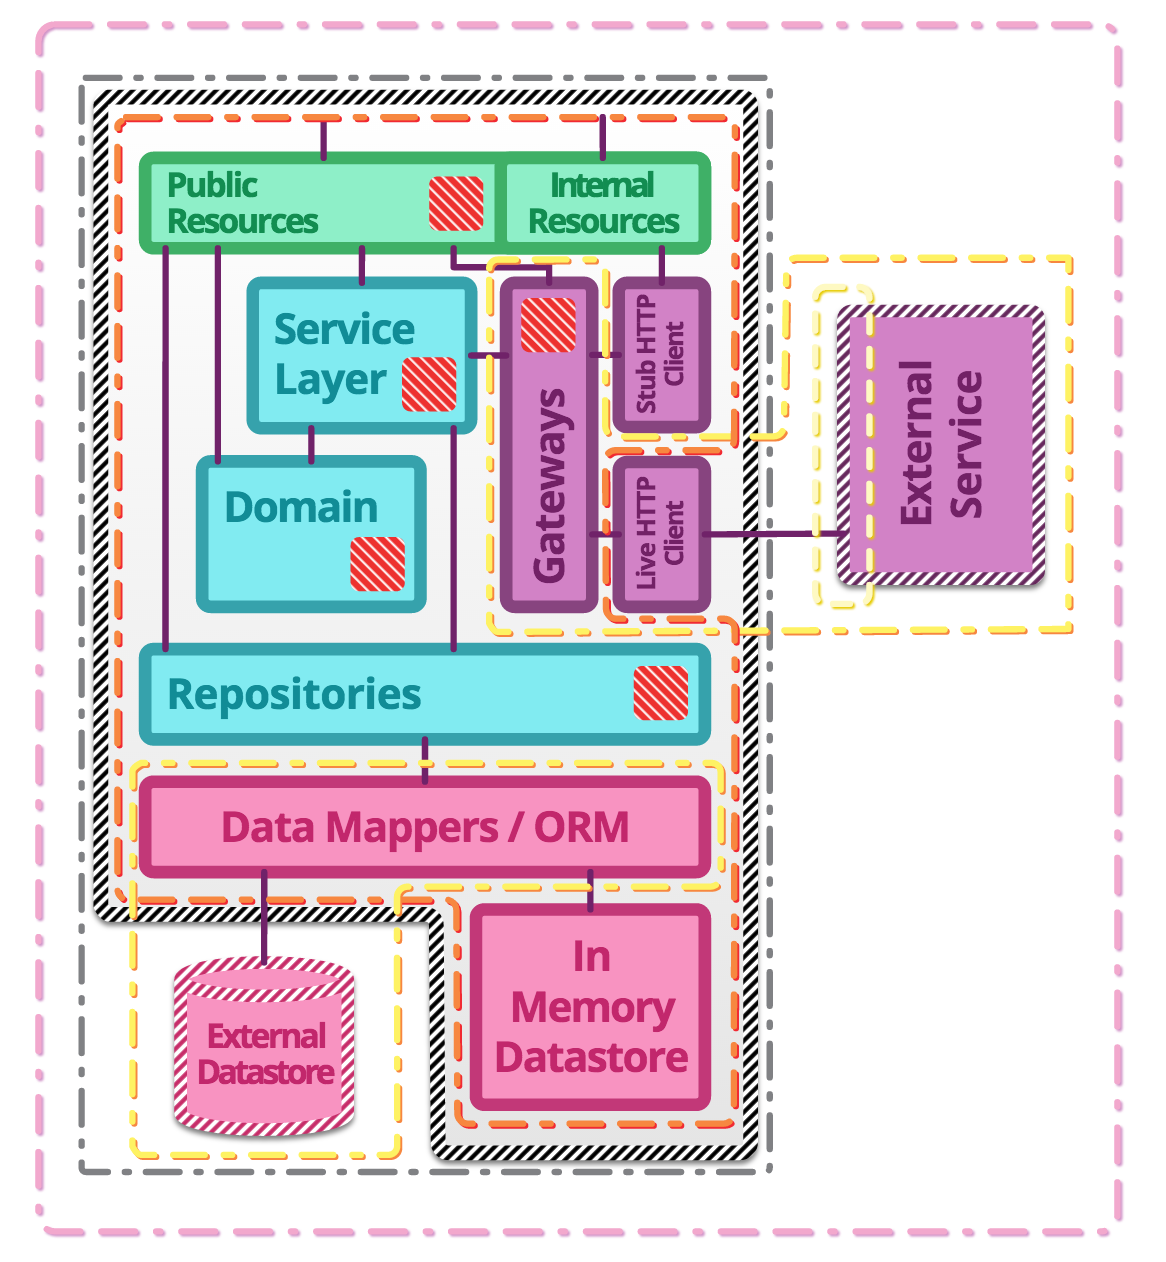 Public
Resources
Internal
Resources
Service
Layer
Gateways
Stub HTTP
Client
External
Service
Domain
Live HTTP
Client
Repositories
Data Mappers / ORM
In
Memory
Datastore
External
Datastore